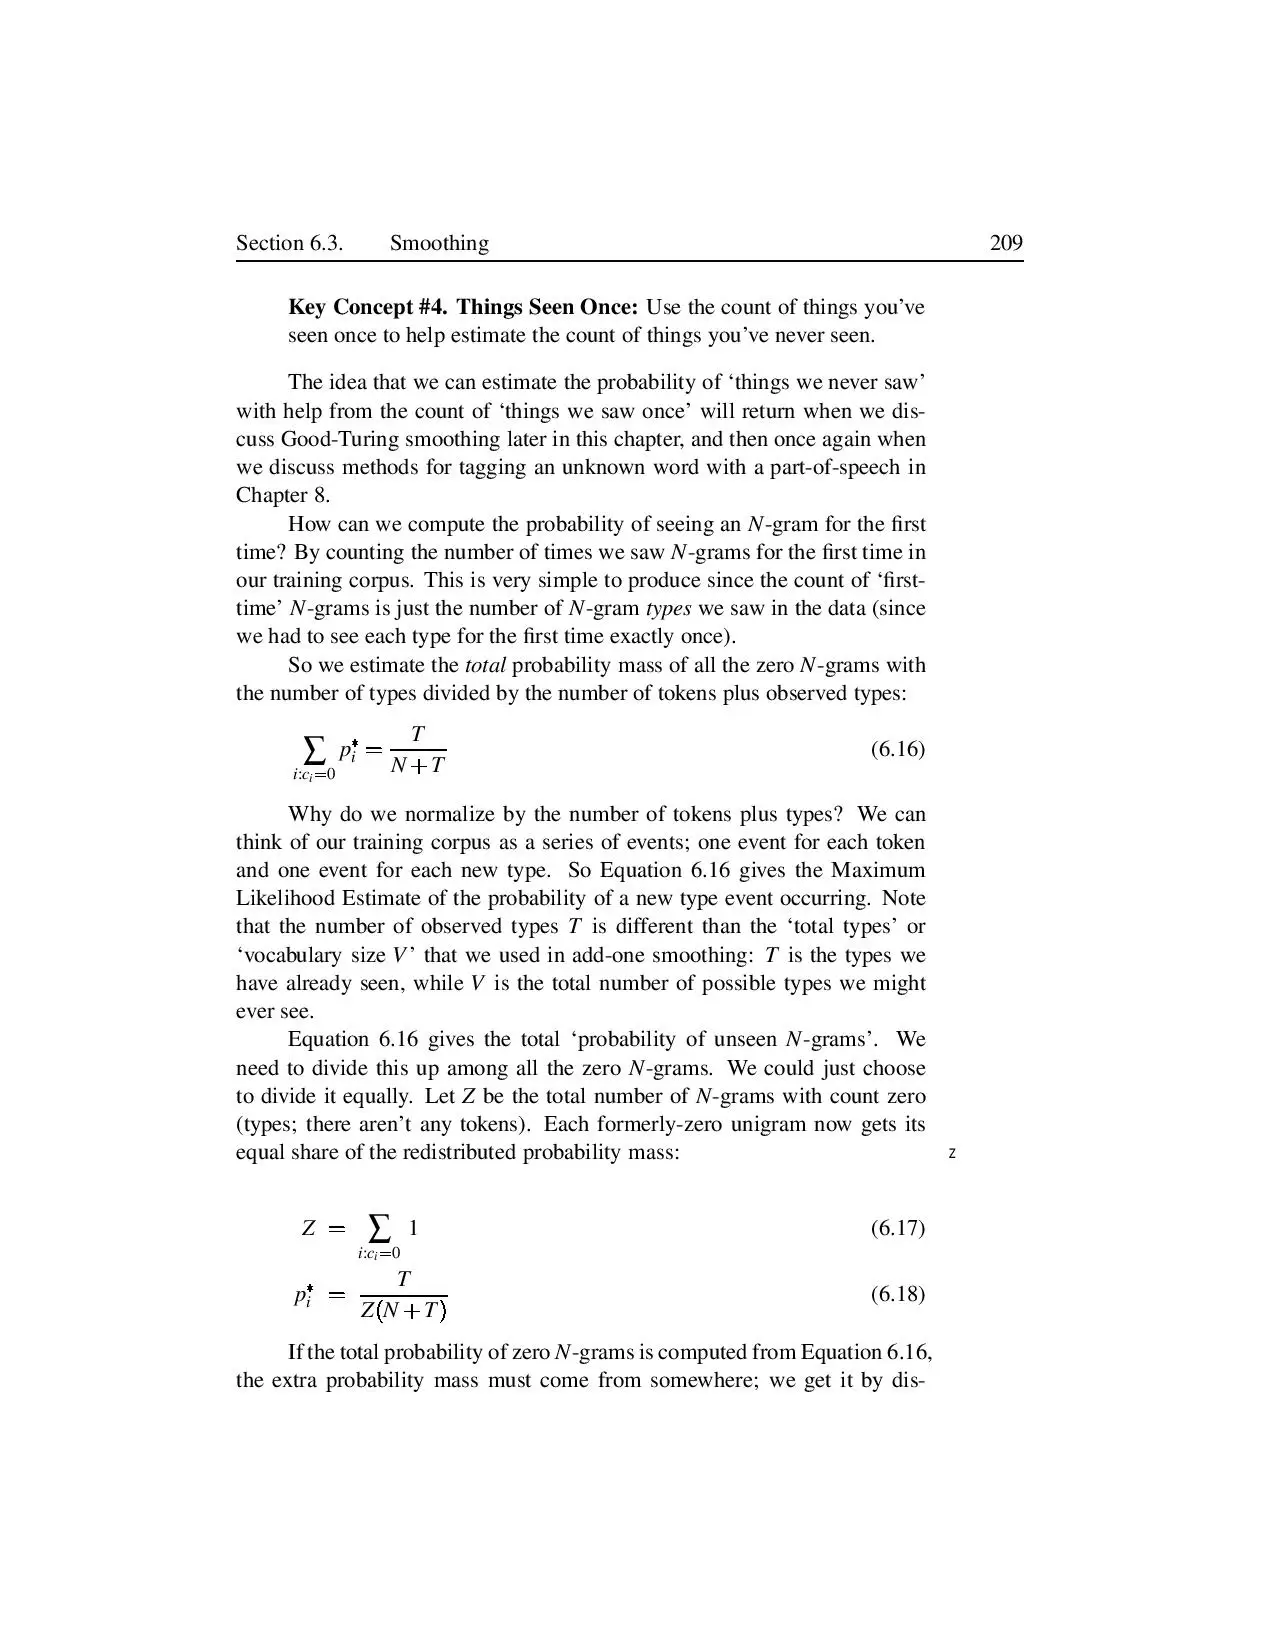 Section 6.3. Smoothing 209
Key Concept #4. Things Seen Once: Use the count of things you've
seen once to help estimate the count of things you've never seen.
The idea that we can estimate the probability of ‘things we never saw’
with help from the count of ‘things we saw once’ will return when we dis-
cuss Good-Turing smoothing later in this chapter, and then once again when
we discuss methods for tagging an unknown word with a part-of-speech in
Chapter 8.
How can we compute the probability of seeing an N-gram for the first
time? By counting the number of times we saw N-grams for the first time in
our training corpus. This is very simple to produce since the count of ‘first-
time’ N-grams is just the number of N-gram types we saw in the data (since
we had to see each type for the first time exactly once).
So we estimate the total probability mass of all the zero N-grams with
the number of types divided by the number of tokens plus observed types:
∑_{i:c_i=0} p_i^* = T / (N+T) (6.16)
Why do we normalize by the number of tokens plus types? We can
think of our training corpus as a series of events; one event for each token
and one event for each new type. So Equation 6.16 gives the Maximum
Likelihood Estimate of the probability of a new type event occurring. Note
that the number of observed types T is different than the ‘total types’ or
‘vocabulary size V’ that we used in add-one smoothing: T is the types we
have already seen, while V is the total number of possible types we might
ever see.
Equation 6.16 gives the total ‘probability of unseen N-grams’. We
need to divide this up among all the zero N-grams. We could just choose
to divide it equally. Let Z be the total number of N-grams with count zero
(types; there aren't any tokens). Each formerly-zero unigram now gets its
equal share of the redistributed probability mass: Z
Z = ∑_{i:c_i=0} 1 (6.17)
p_i^* = T / Z(N+T) (6.18)
If the total probability of zero N-grams is computed from Equation 6.16,
the extra probability mass must come from somewhere; we get it by dis-